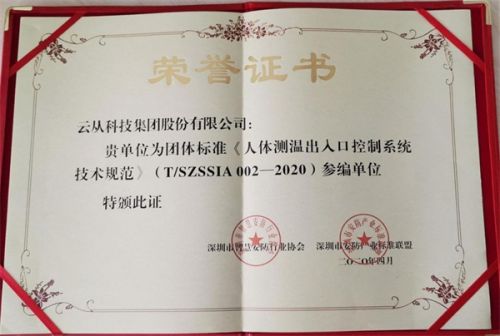 荣誉证书
云从科技集团股份有限公司：
贵单位为团体标准《人体测温出入口控制系统
技术规范》（T/SZSSIA 002—2020）参编单位
特颁此证
深圳市智慧安防行业协会 深圳市安防产业标准联盟
二〇二〇年四月